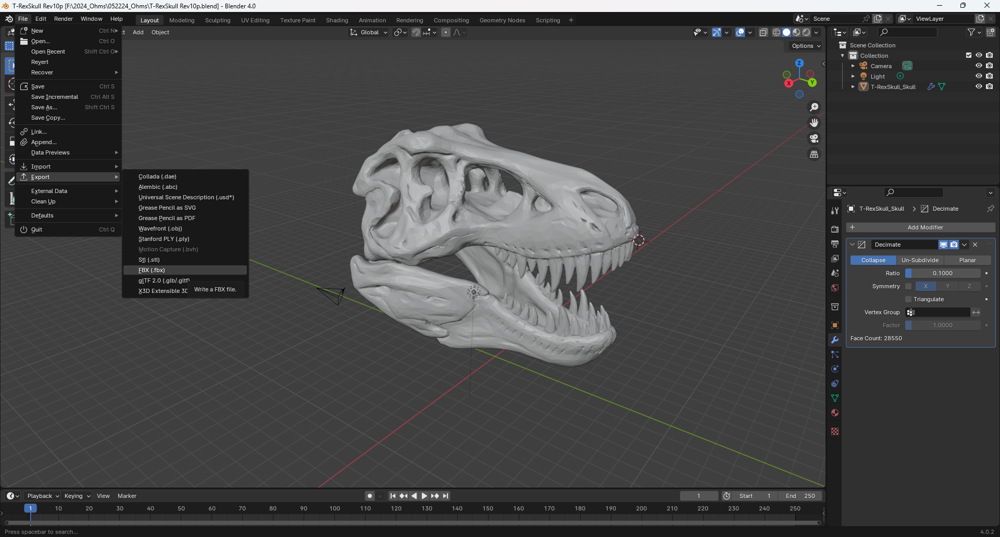 T-RexSkull Rev10p [F:\2024_Ohms\052224_Ohms\T-RexSkull Rev10p.blend] - Blender 4.0
File Edit Render Window Help
Layout Modeling Sculpting UV Editing Texture Paint Shading Animation Rendering Compositing Geometry Nodes Scripting +
Scene
ViewLayer
Add Object
Global
Options
New Ctrl N
Open... Ctrl O
Open Recent Shift Ctrl O
Revert
Recover
Save Ctrl S
Save Incremental Ctrl Alt S
Save As... Shift Ctrl S
Save Copy...
Link...
Append...
Data Previews
Import
Export
External Data
Clean Up
Defaults
Quit Ctrl Q
Collada (.dae)
Alembic (.abc)
Universal Scene Description (.usd*)
Grease Pencil as SVG
Grease Pencil as PDF
Wavefront (.obj)
Stanford PLY (.ply)
Motion Capture (.bvh)
Stl (.stl)
FBX (.fbx)
glTF 2.0 (.glb/.gltf)
X3D Extensible 3D
Write a FBX file.
Z
X
Y
Scene Collection
Collection
Camera
Light
T-RexSkull_Skull
T-RexSkull_Skull > Decimate
+ Add Modifier
Decimate
Collapse Un-Subdivide Planar
Ratio 0.1000
Symmetry X Y Z
Triangulate
Vertex Group
Factor 1.0000
Face Count: 28550
Playback Keying View Marker
1
Start 1 End 250
1 10 20 30 40 50 60 70 80 90 100 110 120 130 140 150 160 170 180 190 200 210 220 230 240 250
Press spacebar to search...
4.0.2